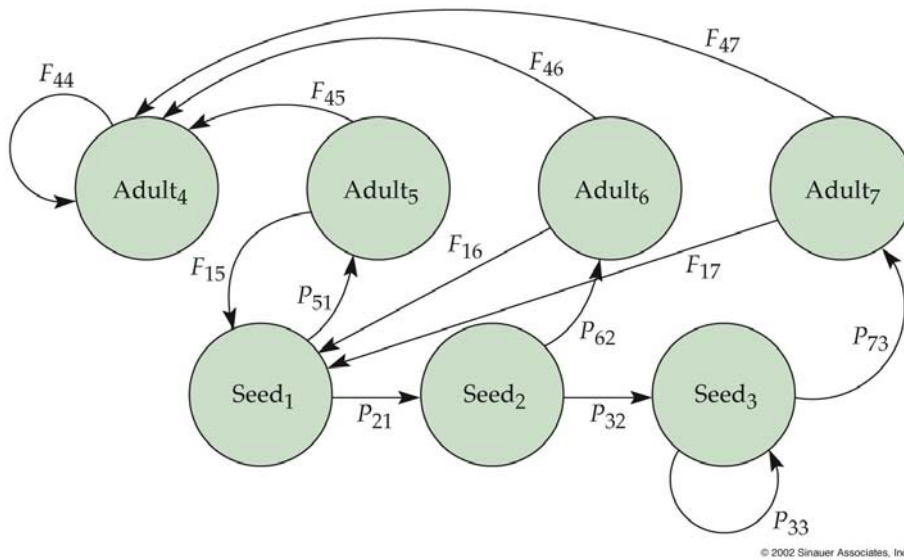 F47
F44
F46
F45
Adult4
Adult5
Adult6
Adult7
F15
F16
F17
P51
P62
P73
Seed1
Seed2
Seed3
P21
P32
P33
© 2002 Sinauer Associates, Inc